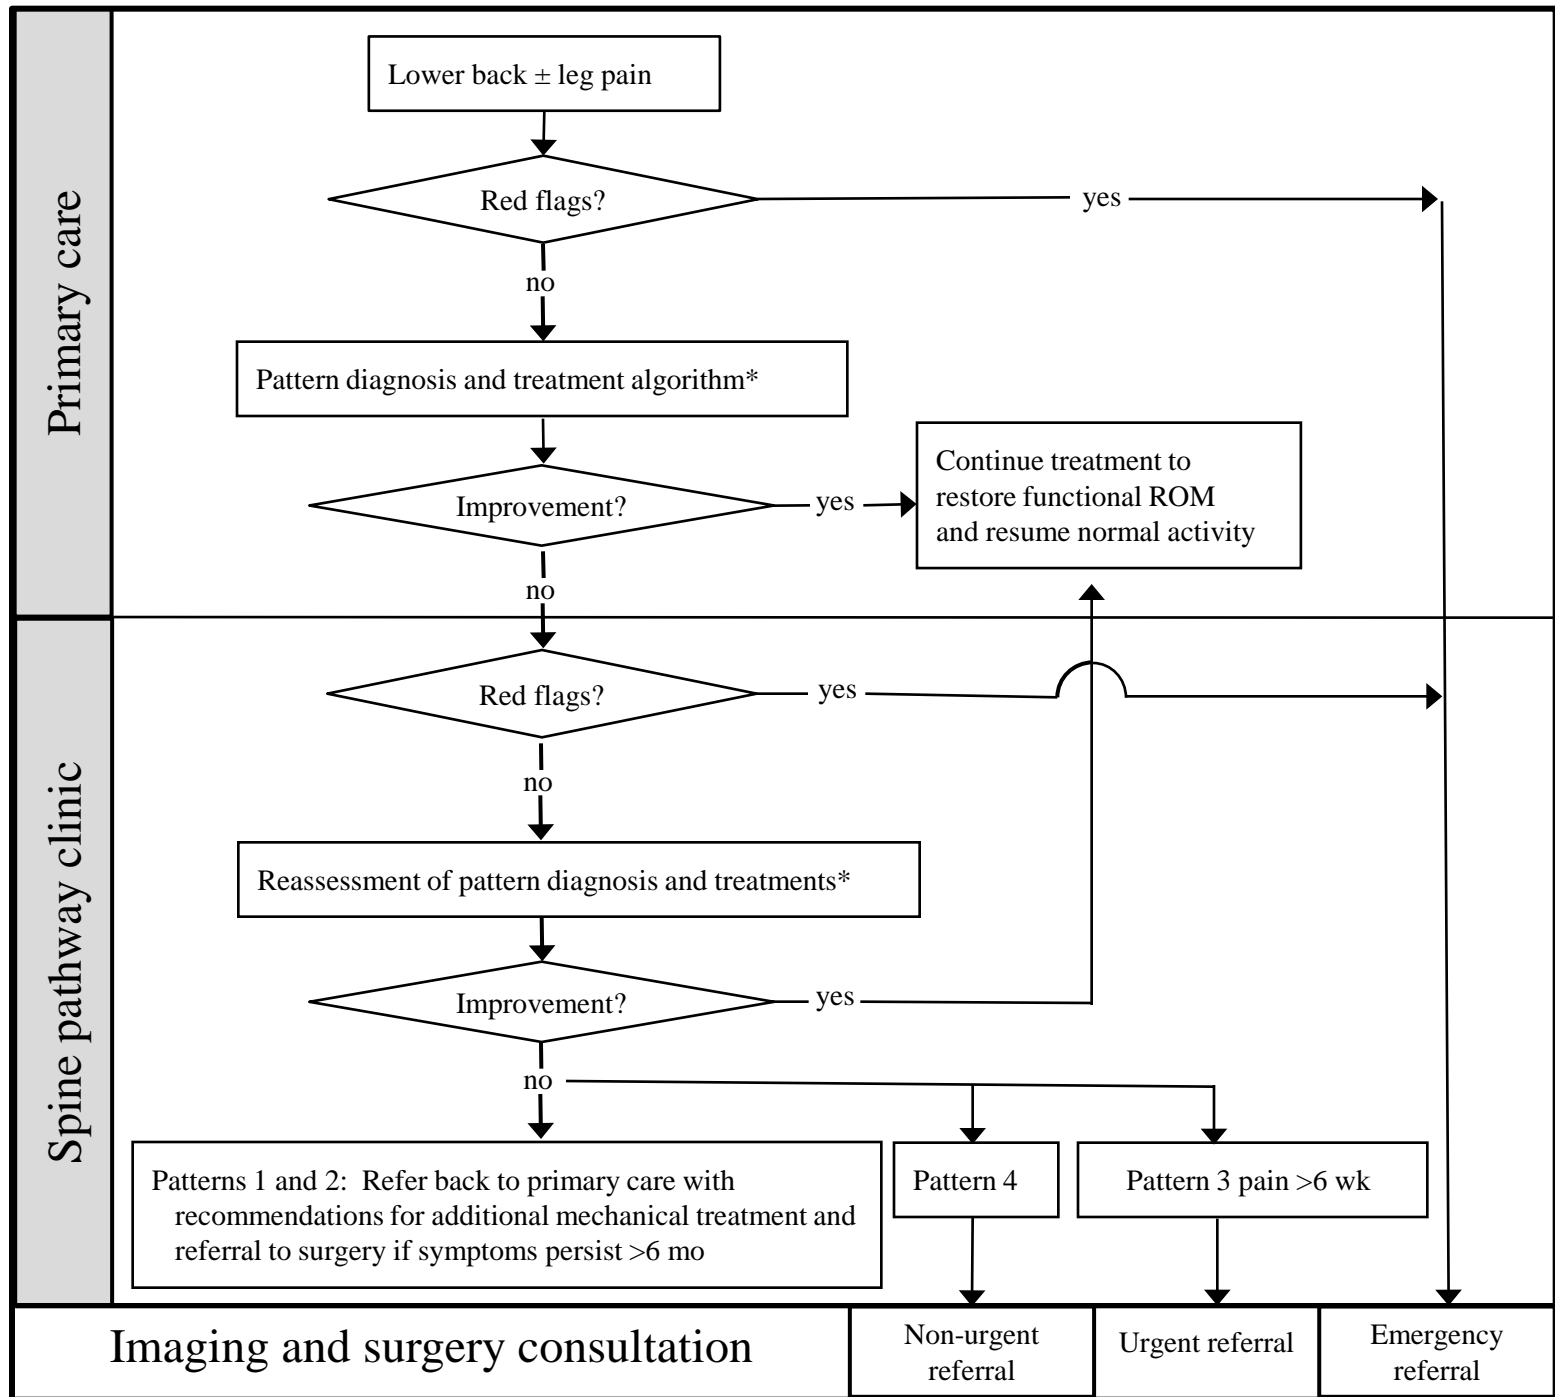 Primary care
Lower back ± leg pain
Red flags?
yes
no
Pattern diagnosis and treatment algorithm*
Improvement?
yes
Continue treatment to
restore functional ROM
and resume normal activity
no
Spine pathway clinic
Red flags?
yes
no
Reassessment of pattern diagnosis and treatments*
Improvement?
yes
no
Patterns 1 and 2: Refer back to primary care with
recommendations for additional mechanical treatment and
referral to surgery if symptoms persist >6 mo
Pattern 4
Pattern 3 pain >6 wk
Imaging and surgery consultation
Non-urgent
referral
Urgent referral
Emergency
referral